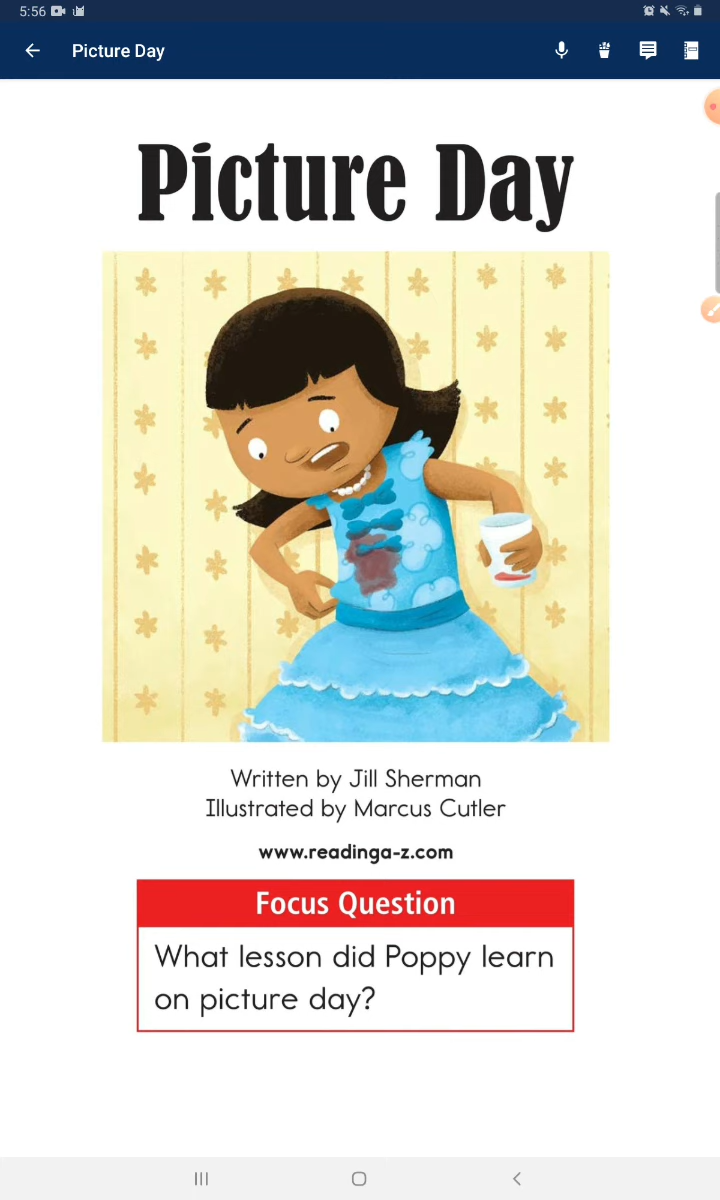 5:56
Picture Day
Picture Day
Written by Jill Sherman
Illustrated by Marcus Cutler
www.readinga-z.com
Focus Question
What lesson did Poppy learn
on picture day?